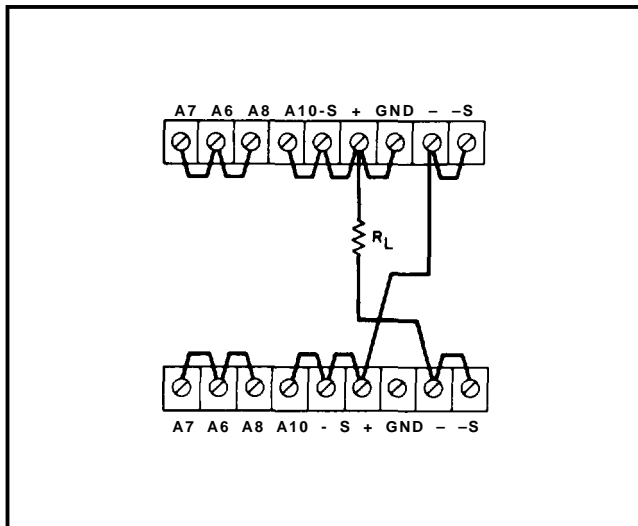 A7 A6 A8 A10-S + GND – –S
RL
A7 A6 A8 A10 - S + GND – –S